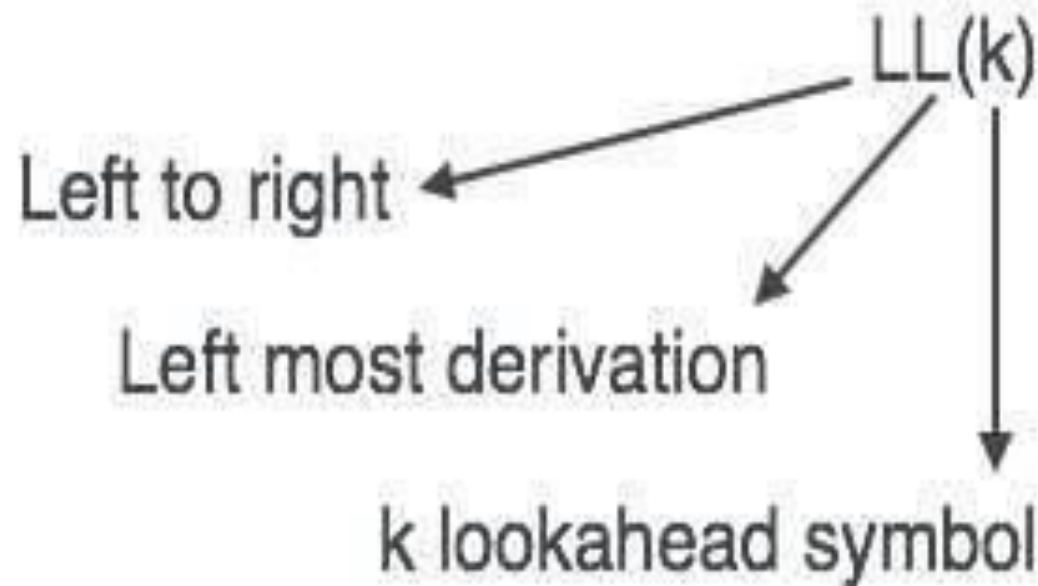 LL(k)
Left to right
Left most derivation
k lookahead symbol